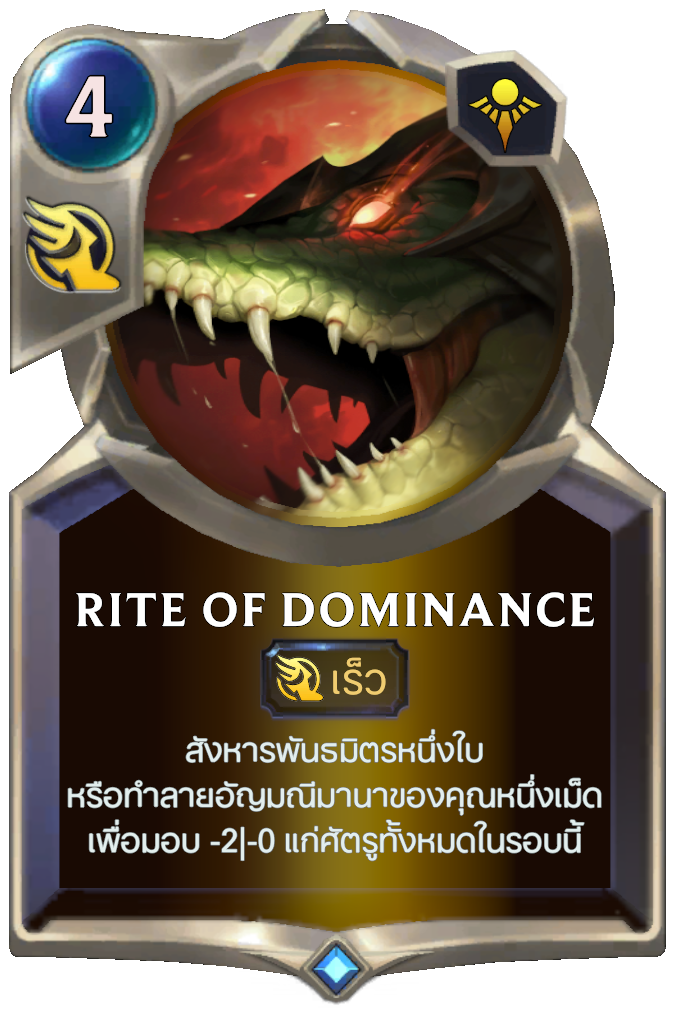 4
RITE OF DOMINANCE
เร็ว
สังหารพันธมิตรหนึ่งใบ
หรือทำลายอัญมณีมานาของคุณหนึ่งเม็ด
เพื่อมอบ -2|-0 แก่ศัตรูทั้งหมดในรอบนี้